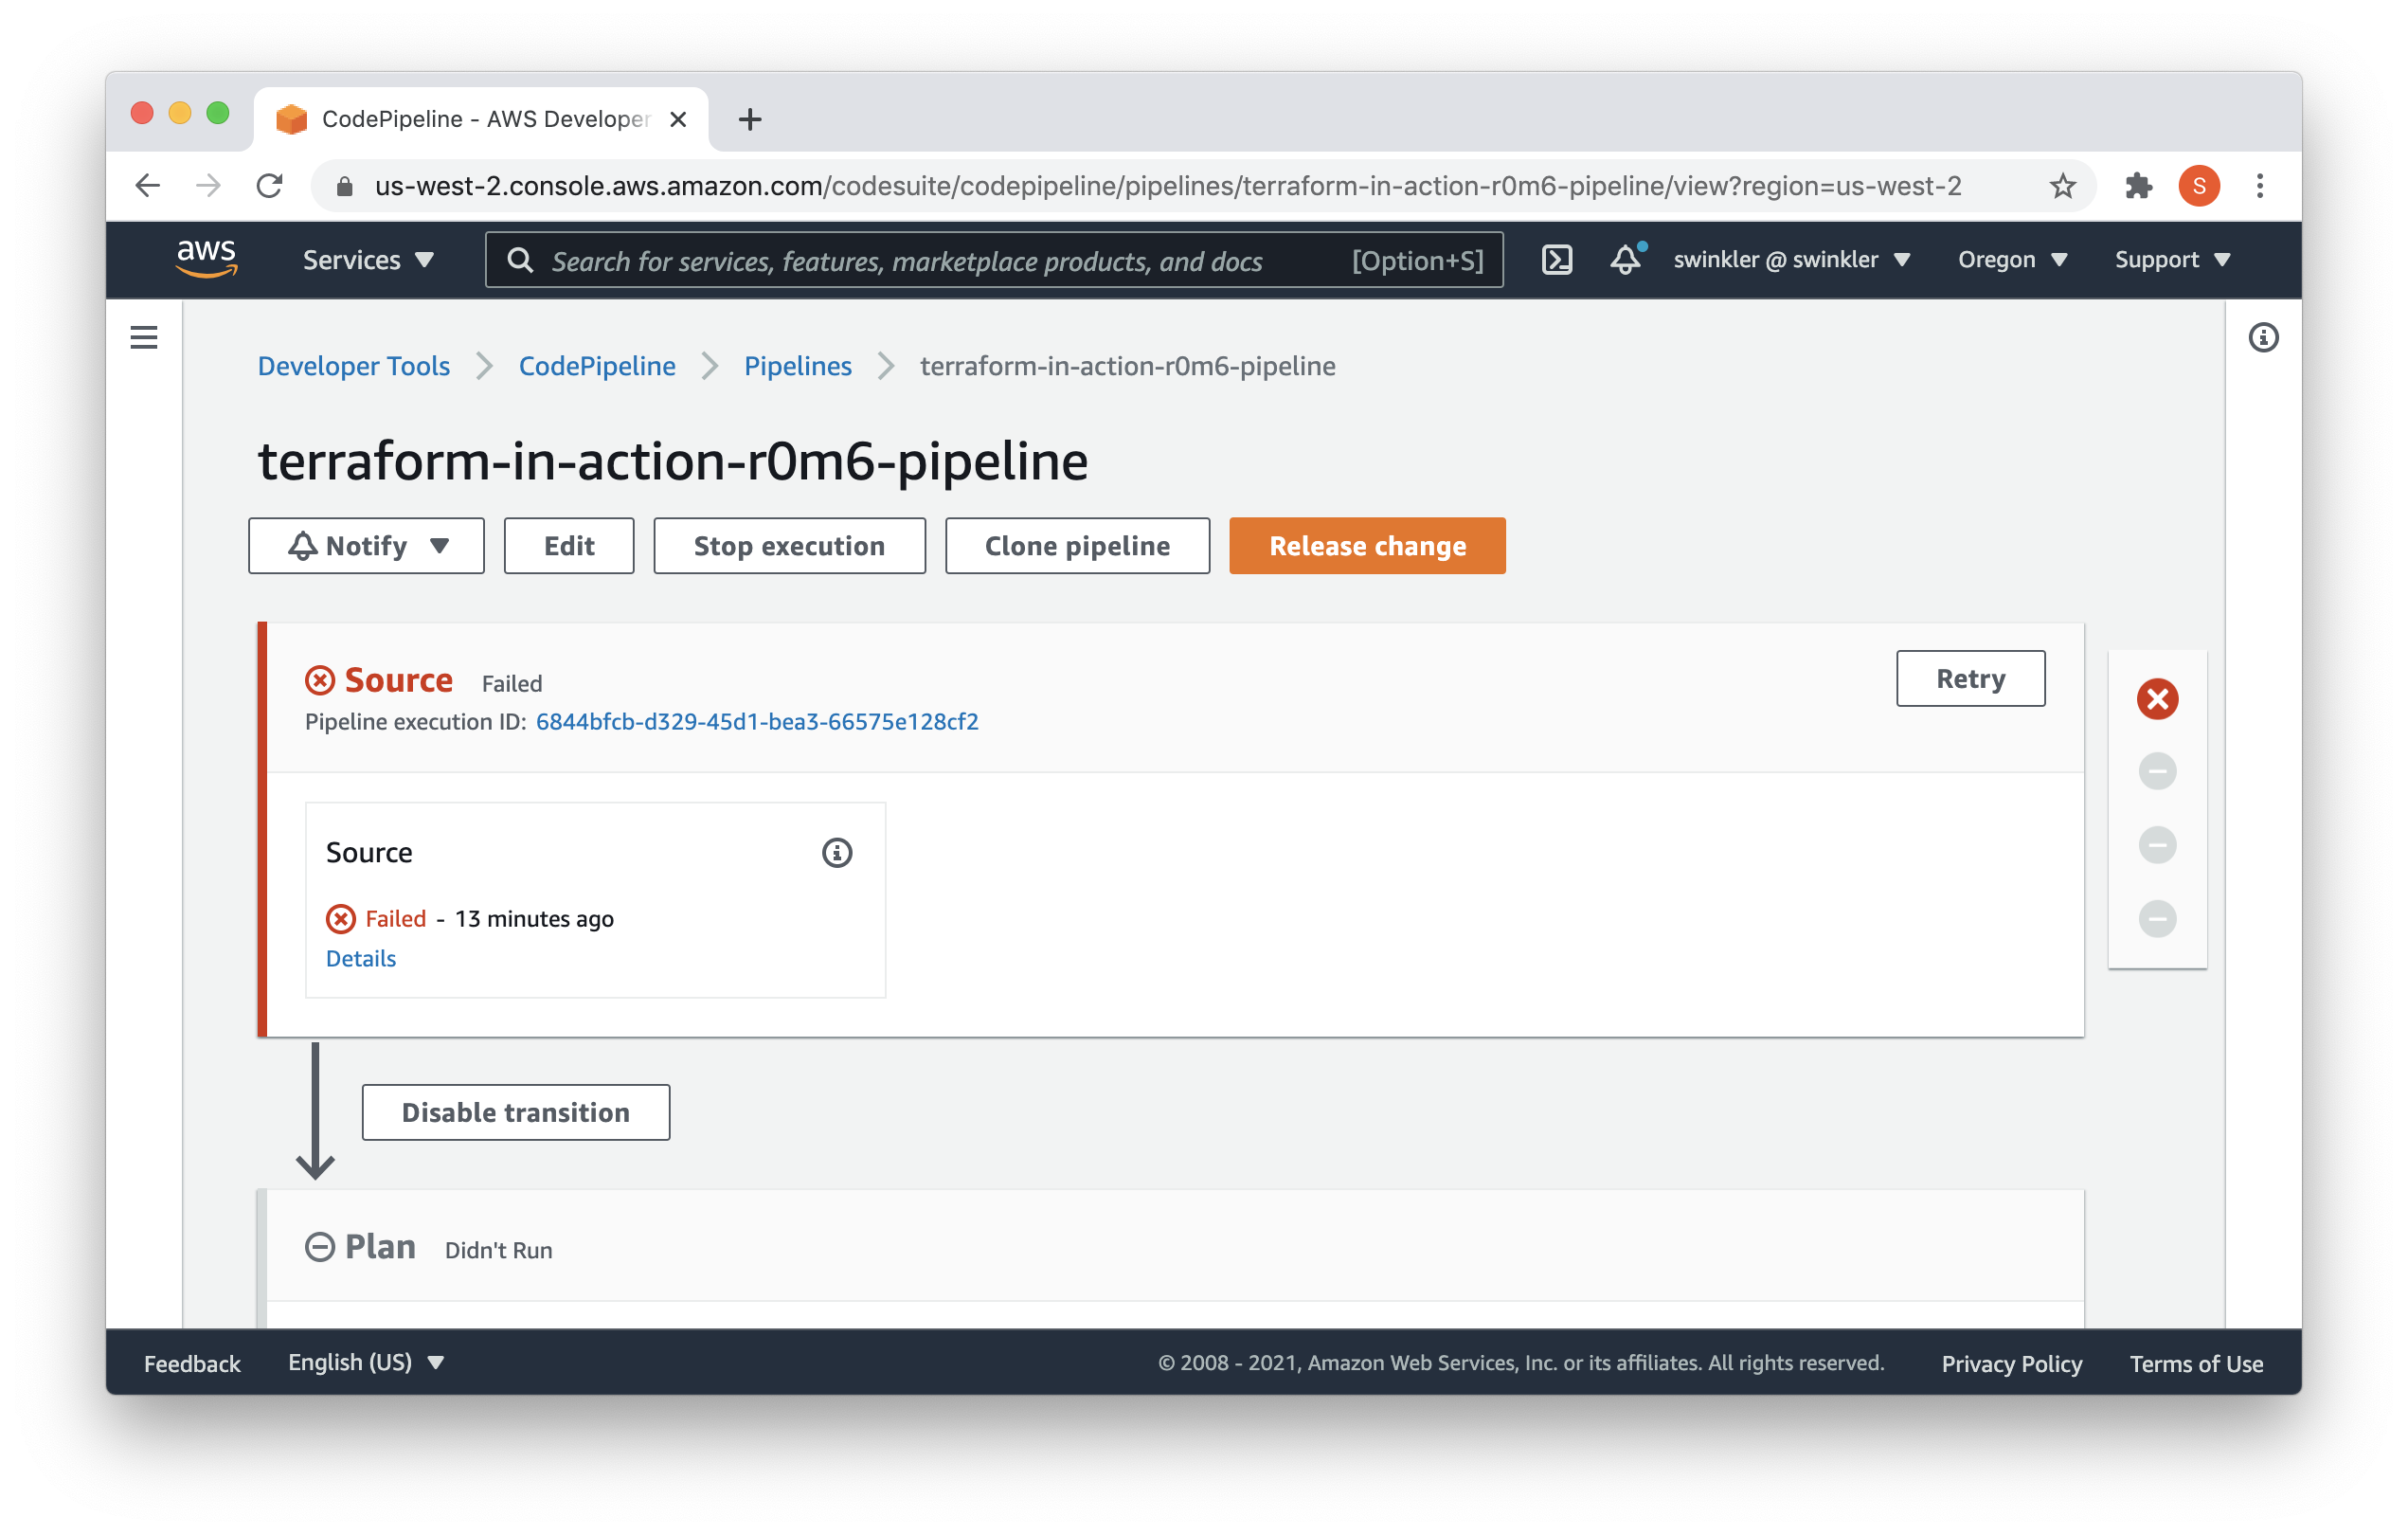 CodePipeline - AWS Developer
us-west-2.console.aws.amazon.com/codesuite/codepipeline/pipelines/terraform-in-action-r0m6-pipeline/view?region=us-west-2
S
aws Services Search for services, features, marketplace products, and docs [Option+S] swinkler @ swinkler Oregon Support
Developer Tools CodePipeline Pipelines terraform-in-action-r0m6-pipeline
terraform-in-action-r0m6-pipeline
Notify Edit Stop execution Clone pipeline Release change
Source Failed Retry
Pipeline execution ID: 6844bfcb-d329-45d1-bea3-66575e128cf2
Source
Failed - 13 minutes ago
Details
Disable transition
Plan Didn't Run
Feedback English (US) © 2008 - 2021, Amazon Web Services, Inc. or its affiliates. All rights reserved. Privacy Policy Terms of Use